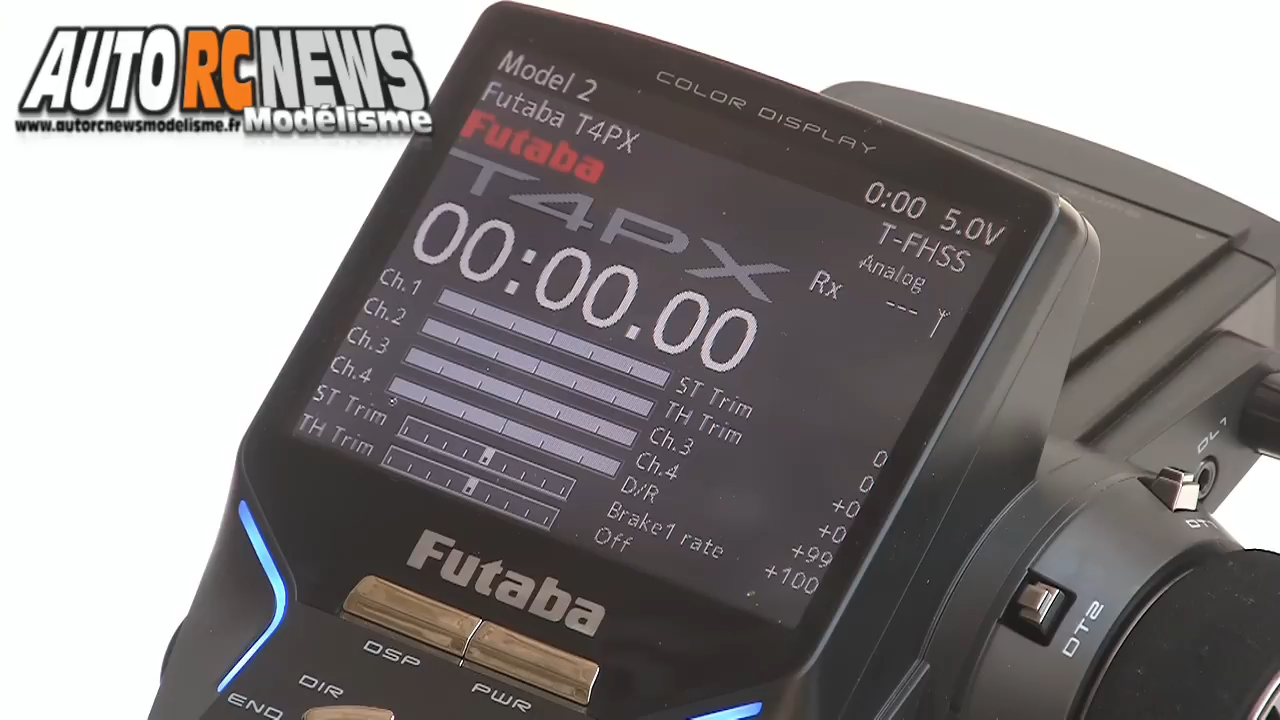 AUTO RC NEWS
www.autorcnewsmodelisme.fr Modélisme
COLOR DISPLAY
Model 2
Futaba T4PX
Futaba
T4PX
0:00 5.0V
T-FHSS
Rx Analog
---
00:00.00
Ch.1
Ch.2
Ch.3
Ch.4
ST Trim
TH Trim
ST Trim 0
TH Trim 0
Ch.3 +0
Ch.4 +0
D/R +99
Brake1 rate +100
Off
Futaba
DSP
PWR
DIR
END
DL1
DT1
DT2